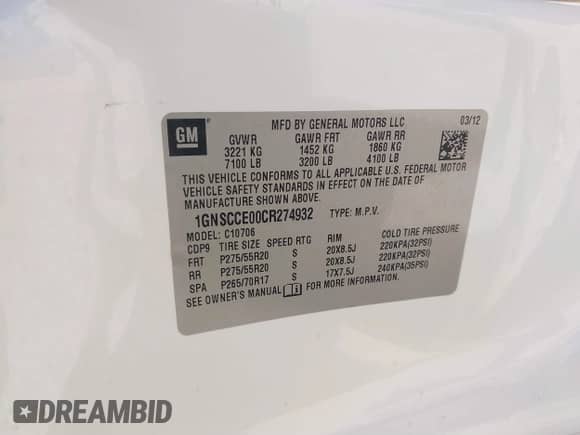 GM
MFD BY GENERAL MOTORS LLC 03/12
GVWR GAWR FRT GAWR RR
3221 KG 1452 KG 1860 KG
7100 LB 3200 LB 4100 LB
THIS VEHICLE CONFORMS TO ALL APPLICABLE U.S. FEDERAL MOTOR
VEHICLE SAFETY STANDARDS IN EFFECT ON THE DATE OF
MANUFACTURE SHOWN ABOVE.
1GNSCCE00CR274932 TYPE: M.P.V.
MODEL: C10706
CDP9 TIRE SIZE SPEED RTG RIM COLD TIRE PRESSURE
FRT P275/55R20 S 20X8.5J 220KPA(32PSI)
RR P275/55R20 S 20X8.5J 220KPA(32PSI)
SPA P265/70R17 S 17X7.5J 240KPA(35PSI)
SEE OWNER'S MANUAL FOR MORE INFORMATION.
DREAMBID